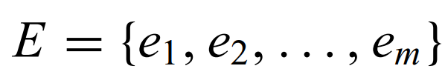 E = {e₁, e₂, . . . , eₘ}